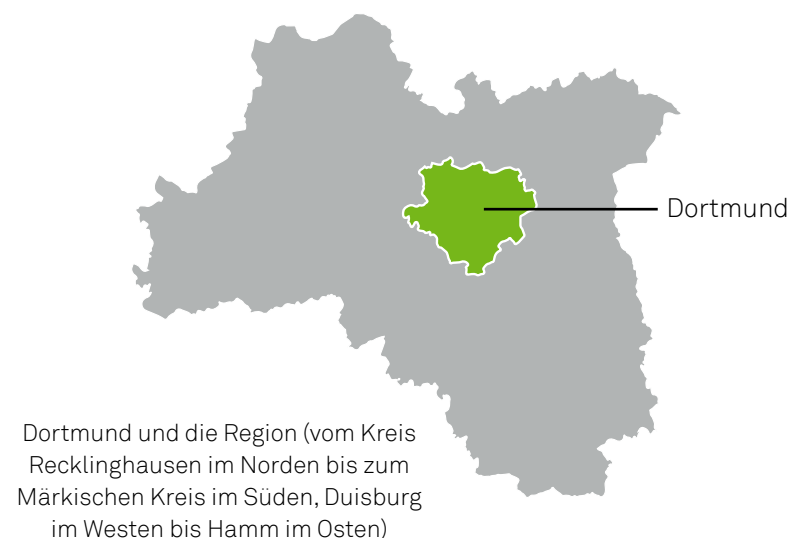 Dortmund
Dortmund und die Region (vom Kreis
Recklinghausen im Norden bis zum
Märkischen Kreis im Süden, Duisburg
im Westen bis Hamm im Osten)